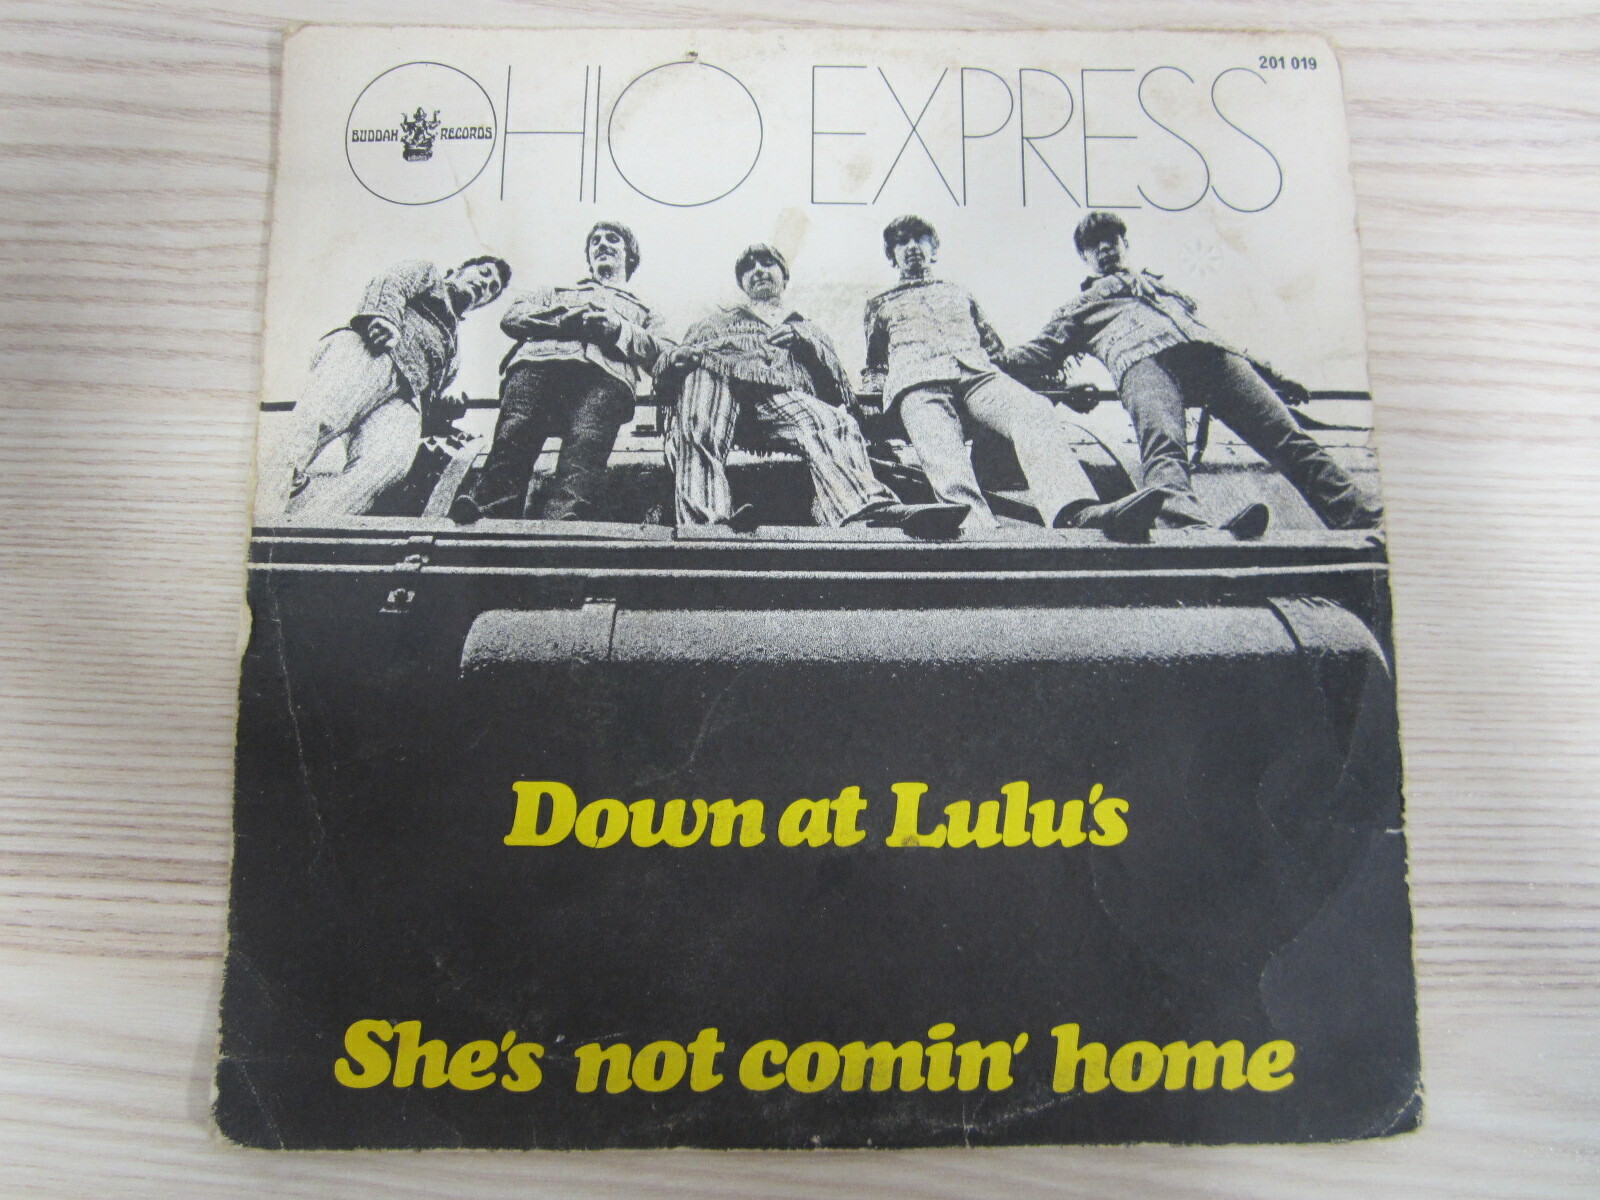 201 019
OHIO EXPRESS
BUDDAH RECORDS
Down at Lulu's
She's not comin' home